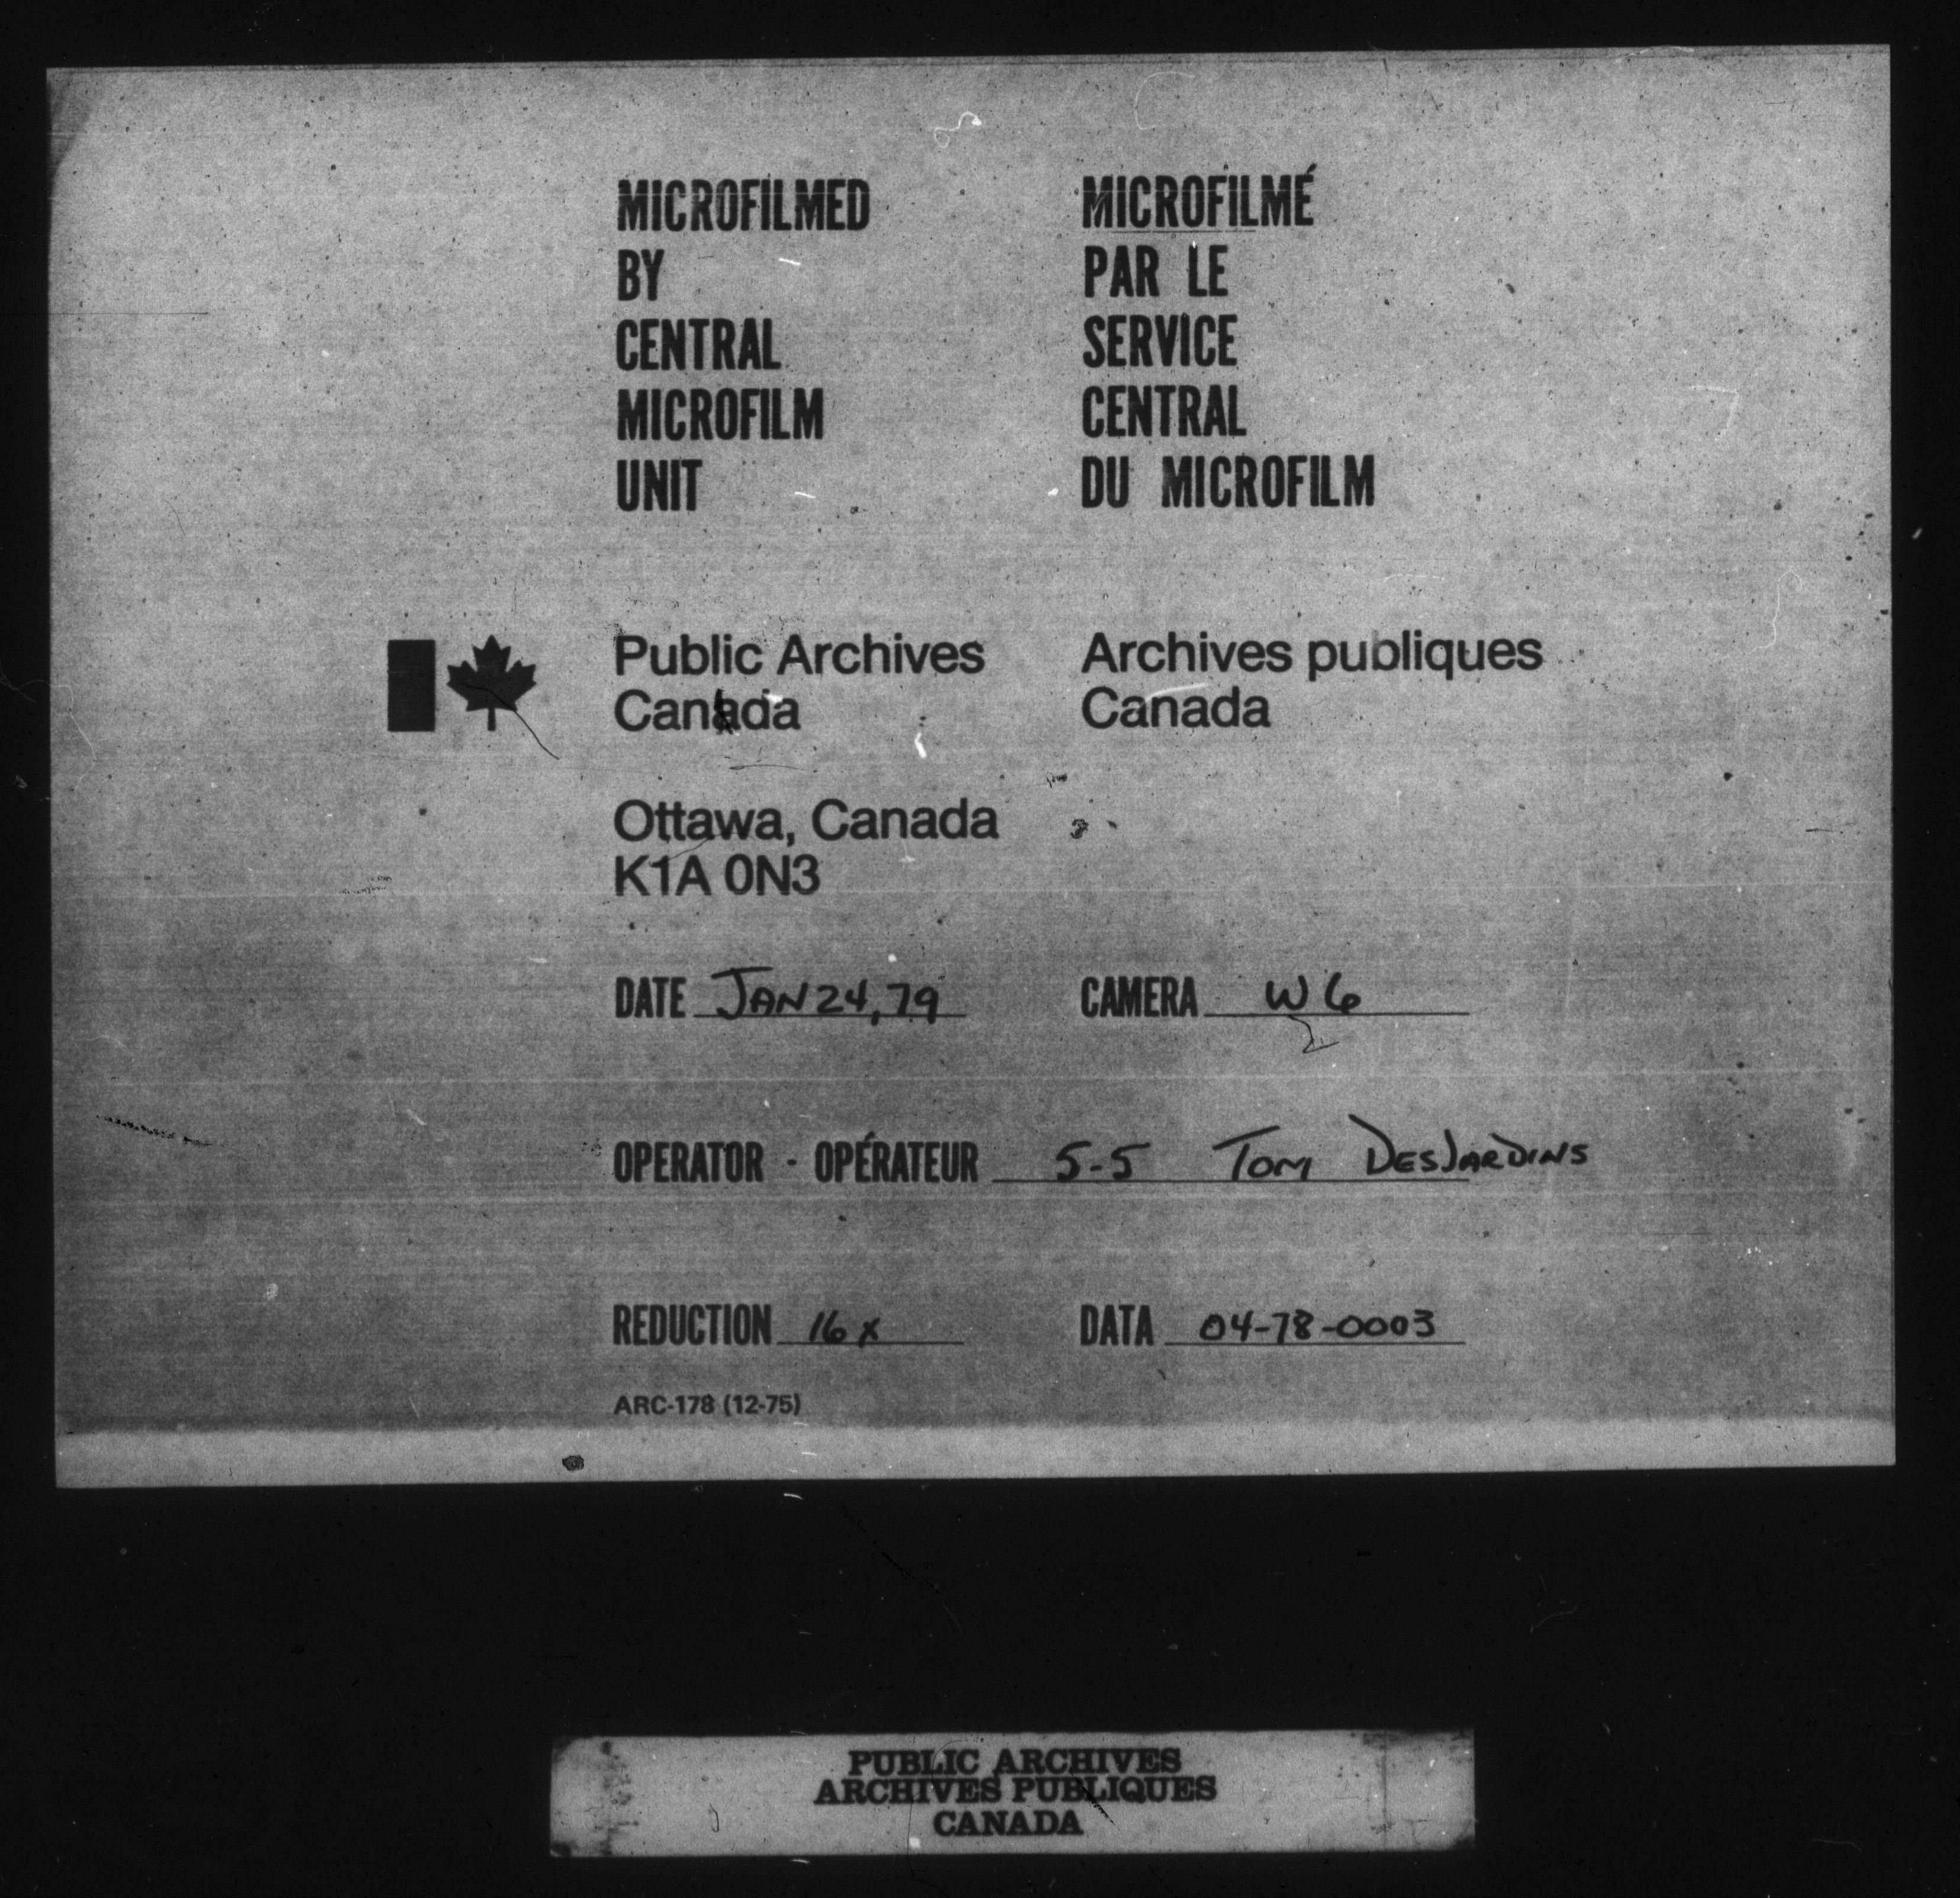 MICROFILMED
BY
CENTRAL
MICROFILM
UNIT
MICROFILMÉ
PAR LE
SERVICE
CENTRAL
DU MICROFILM
Public Archives
Canada
Archives publiques
Canada
Ottawa, Canada
K1A 0N3
DATE JAN 24, 79
CAMERA W6
OPERATOR - OPÉRATEUR 5-5 TOM DESJARDINS
REDUCTION 16x
DATA 04-78-0003
ARC-178 (12-75)
PUBLIC ARCHIVES
ARCHIVES PUBLIQUES
CANADA